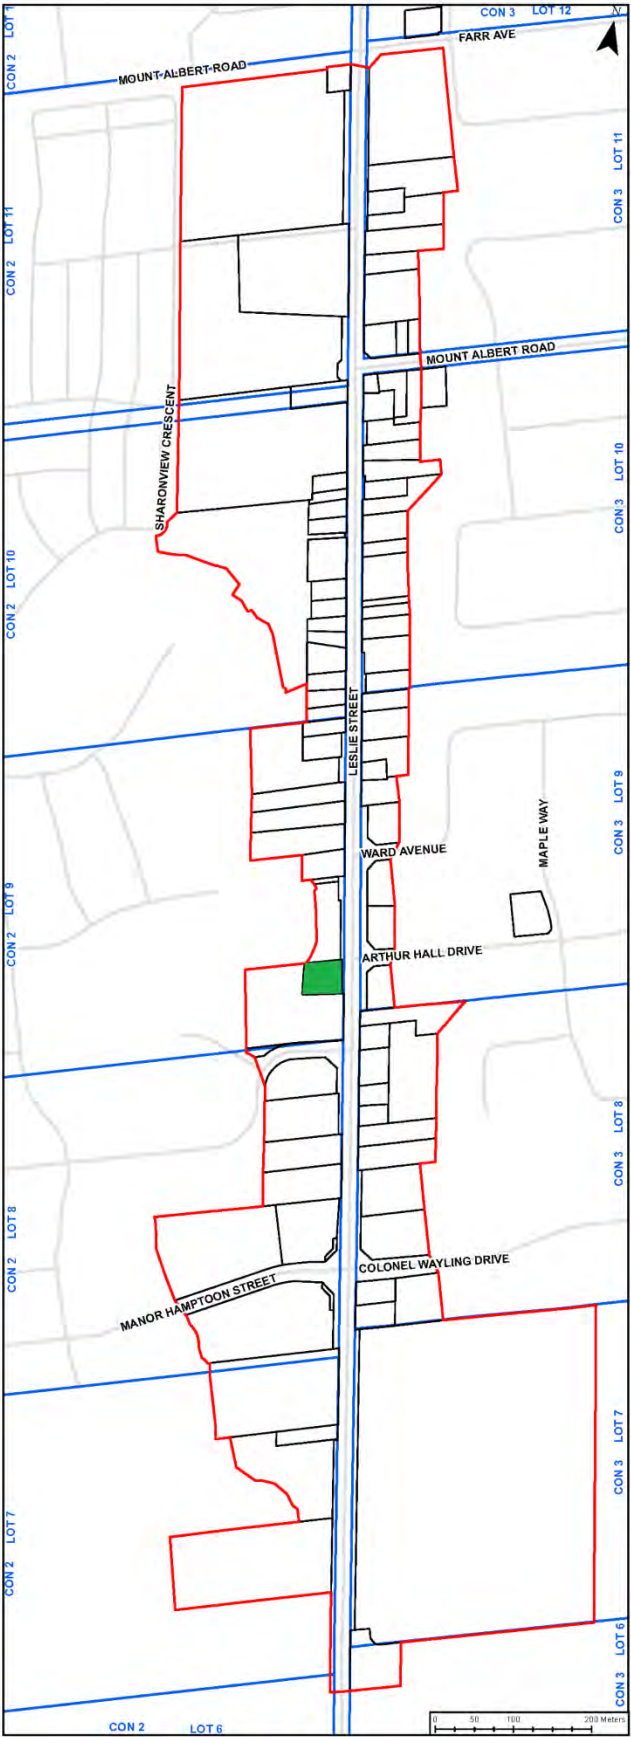 LOT 1
CON 2
CON 3 LOT 12
N
FARR AVE
MOUNT ALBERT ROAD
LOT 11
CON 3
LOT 11
CON 2
MOUNT ALBERT ROAD
SHARONVIEW CRESCENT
LOT 10
CON 3
LOT 10
CON 2
LESLIE STREET
LOT 9
CON 3
MAPLE WAY
WARD AVENUE
LOT 9
CON 2
ARTHUR HALL DRIVE
LOT 8
CON 3
LOT 8
CON 2
COLONEL WAYLING DRIVE
MANOR HAMPTOON STREET
LOT 7
CON 3
LOT 7
CON 2
LOT 6
CON 3
CON 2 LOT 6
0 50 100 200 Meters